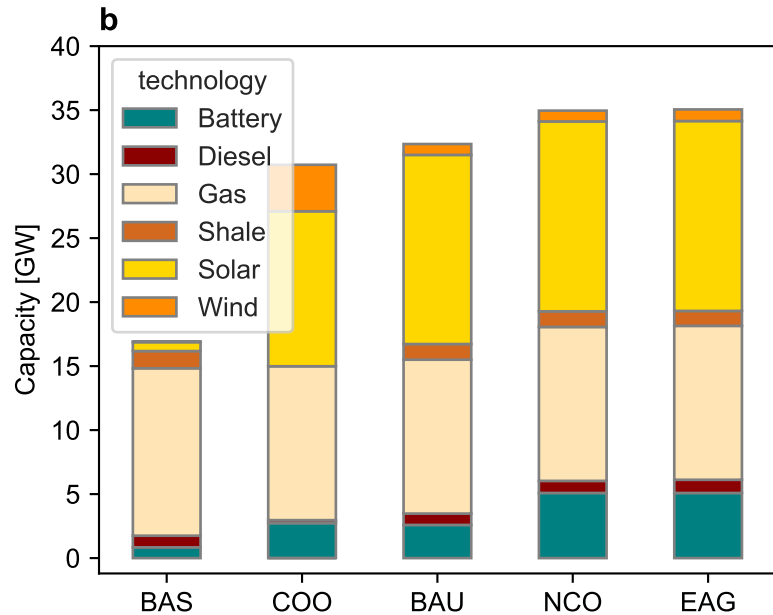 b
Capacity [GW]
40
35
30
25
20
15
10
5
0
technology
Battery
Diesel
Gas
Shale
Solar
Wind
BAS COO BAU NCO EAG